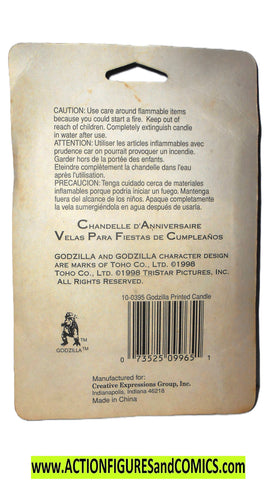 CAUTION: Use care around flammable items
because you could start a fire. Keep out of
reach of children. Completely extinguish candle
in water after use.
ATTENTION: Utiliser les articles inflammables avec
prudence car on pourrait provoquer un incendie.
Garder hors de la portée des enfants.
Eteindre complètement la chandelle dans l'eau
après l'utilisation.
PRECAUCION: Tenga cuidado cerca de materiales
inflamables porque podría iniciar un fuego. Mantenga
fuera del alcance de los niños. Apaque completamente
la vela sumergiéndola en agua después de usarla.
CHANDELLE D'ANNIVERSAIRE
VELAS PARA FIESTAS DE CUMPLEAÑOS
GODZILLA AND GODZILLA CHARACTER DESIGN
ARE MARKS OF TOHO CO., LTD. ©1998
TOHO CO., LTD. ©1998 TRISTAR PICTURES, INC.
ALL RIGHTS RESERVED.
10-0395 Godzilla Printed Candle
GODZILLA™
0 73525 09965 1
Manufactured for:
Creative Expressions Group, Inc.
Indianapolis, Indiana 46218
Made in China
www.ACTIONFIGURESandCOMICS.com